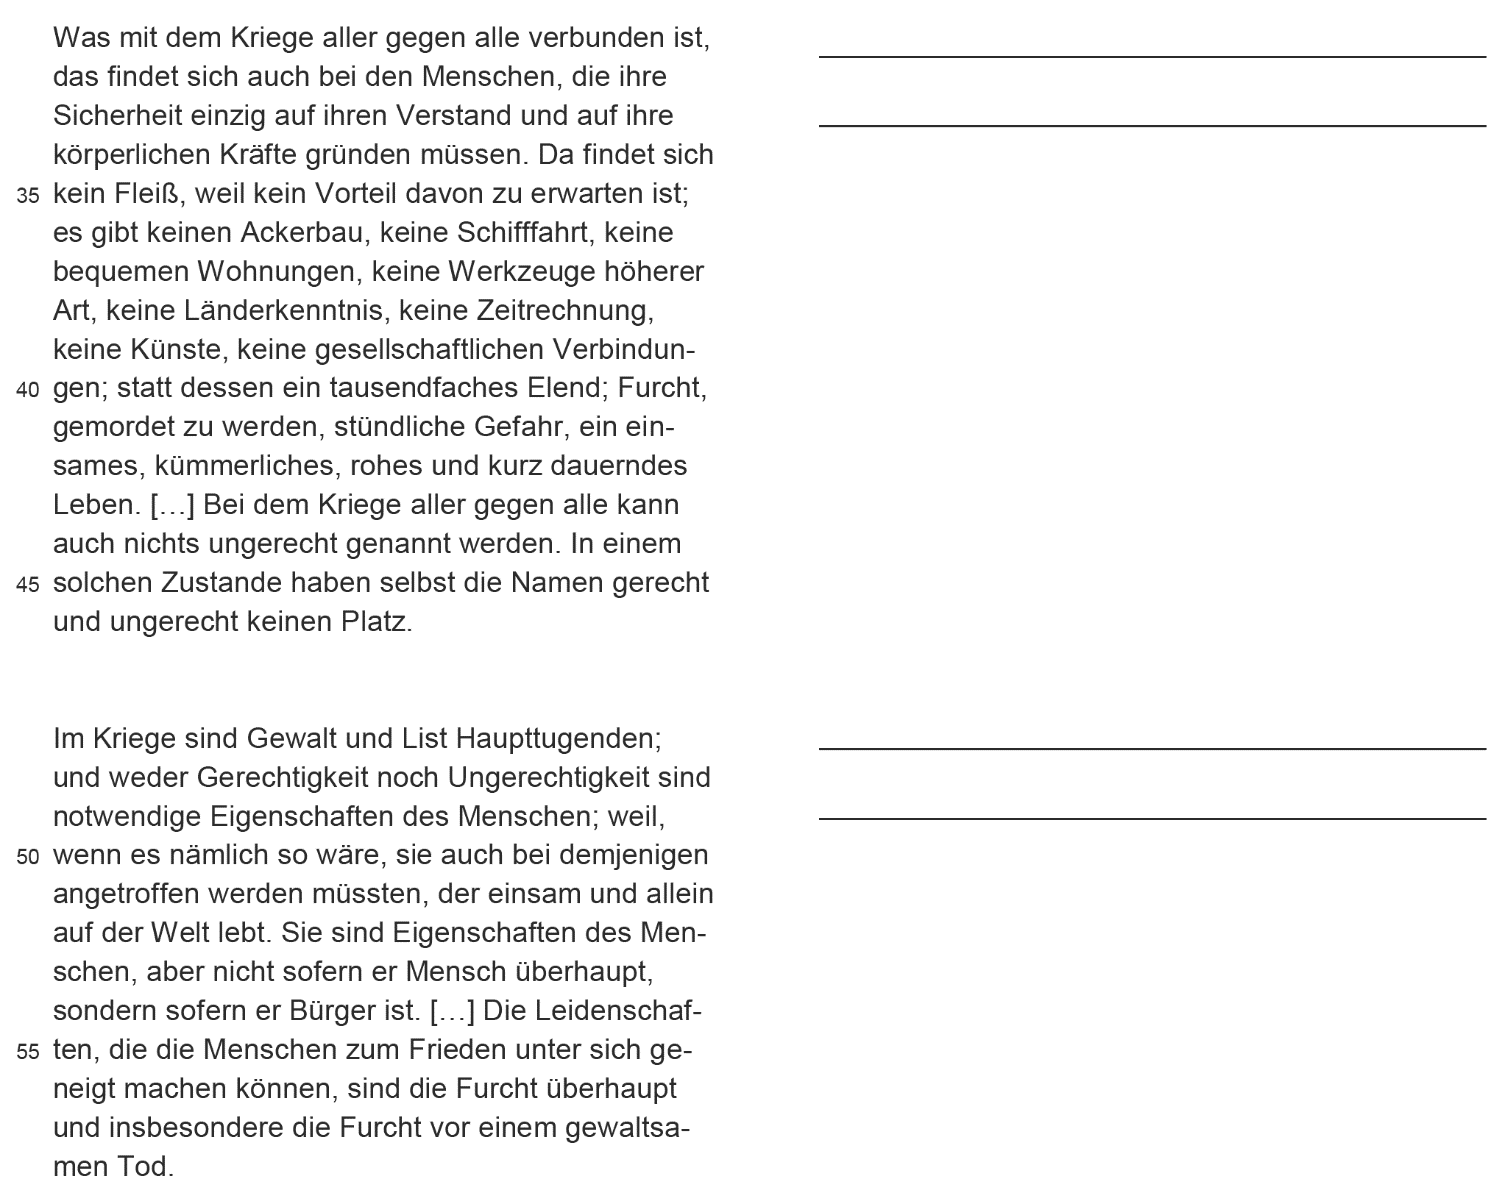 Was mit dem Kriege aller gegen alle verbunden ist,
das findet sich auch bei den Menschen, die ihre
Sicherheit einzig auf ihren Verstand und auf ihre
körperlichen Kräfte gründen müssen. Da findet sich
35 kein Fleiß, weil kein Vorteil davon zu erwarten ist;
es gibt keinen Ackerbau, keine Schifffahrt, keine
bequemen Wohnungen, keine Werkzeuge höherer
Art, keine Länderkenntnis, keine Zeitrechnung,
keine Künste, keine gesellschaftlichen Verbindun-
40 gen; statt dessen ein tausendfaches Elend; Furcht,
gemordet zu werden, stündliche Gefahr, ein ein-
sames, kümmerliches, rohes und kurz dauerndes
Leben. […] Bei dem Kriege aller gegen alle kann
auch nichts ungerecht genannt werden. In einem
45 solchen Zustande haben selbst die Namen gerecht
und ungerecht keinen Platz.
Im Kriege sind Gewalt und List Haupttugenden;
und weder Gerechtigkeit noch Ungerechtigkeit sind
notwendige Eigenschaften des Menschen; weil,
50 wenn es nämlich so wäre, sie auch bei demjenigen
angetroffen werden müssten, der einsam und allein
auf der Welt lebt. Sie sind Eigenschaften des Men-
schen, aber nicht sofern er Mensch überhaupt,
sondern sofern er Bürger ist. […] Die Leidenschaf-
55 ten, die die Menschen zum Frieden unter sich ge-
neigt machen können, sind die Furcht überhaupt
und insbesondere die Furcht vor einem gewaltsa-
men Tod.